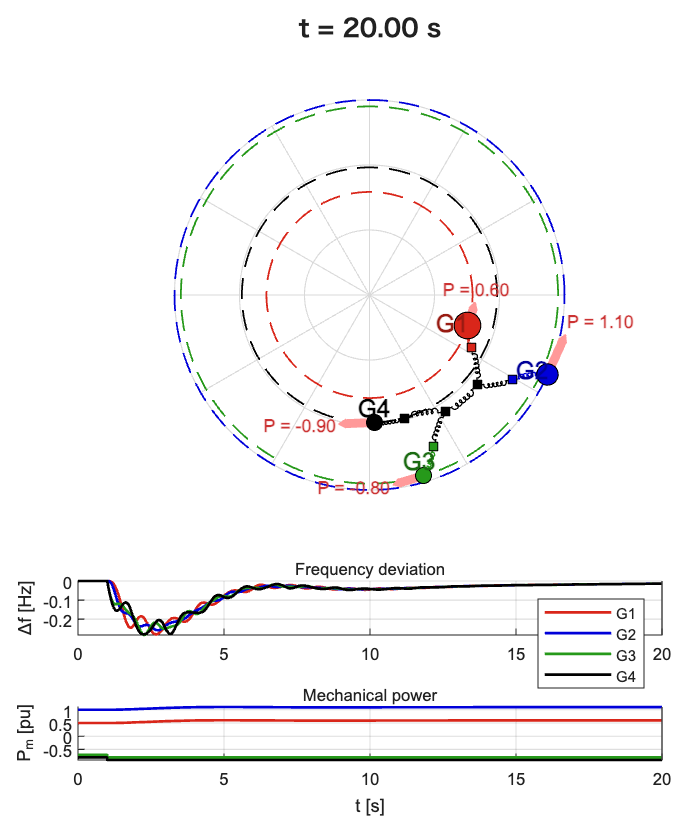 t = 20.00 s
P = 0.60
G1
P = 1.10
G2
G4
P = -0.90
G3
P = -0.80
Frequency deviation
Δf [Hz]
0
-0.1
-0.2
0 5 10 15 20
G1
G2
G3
G4
Mechanical power
P_m [pu]
1
0.5
0
-0.5
0 5 10 15 20
t [s]